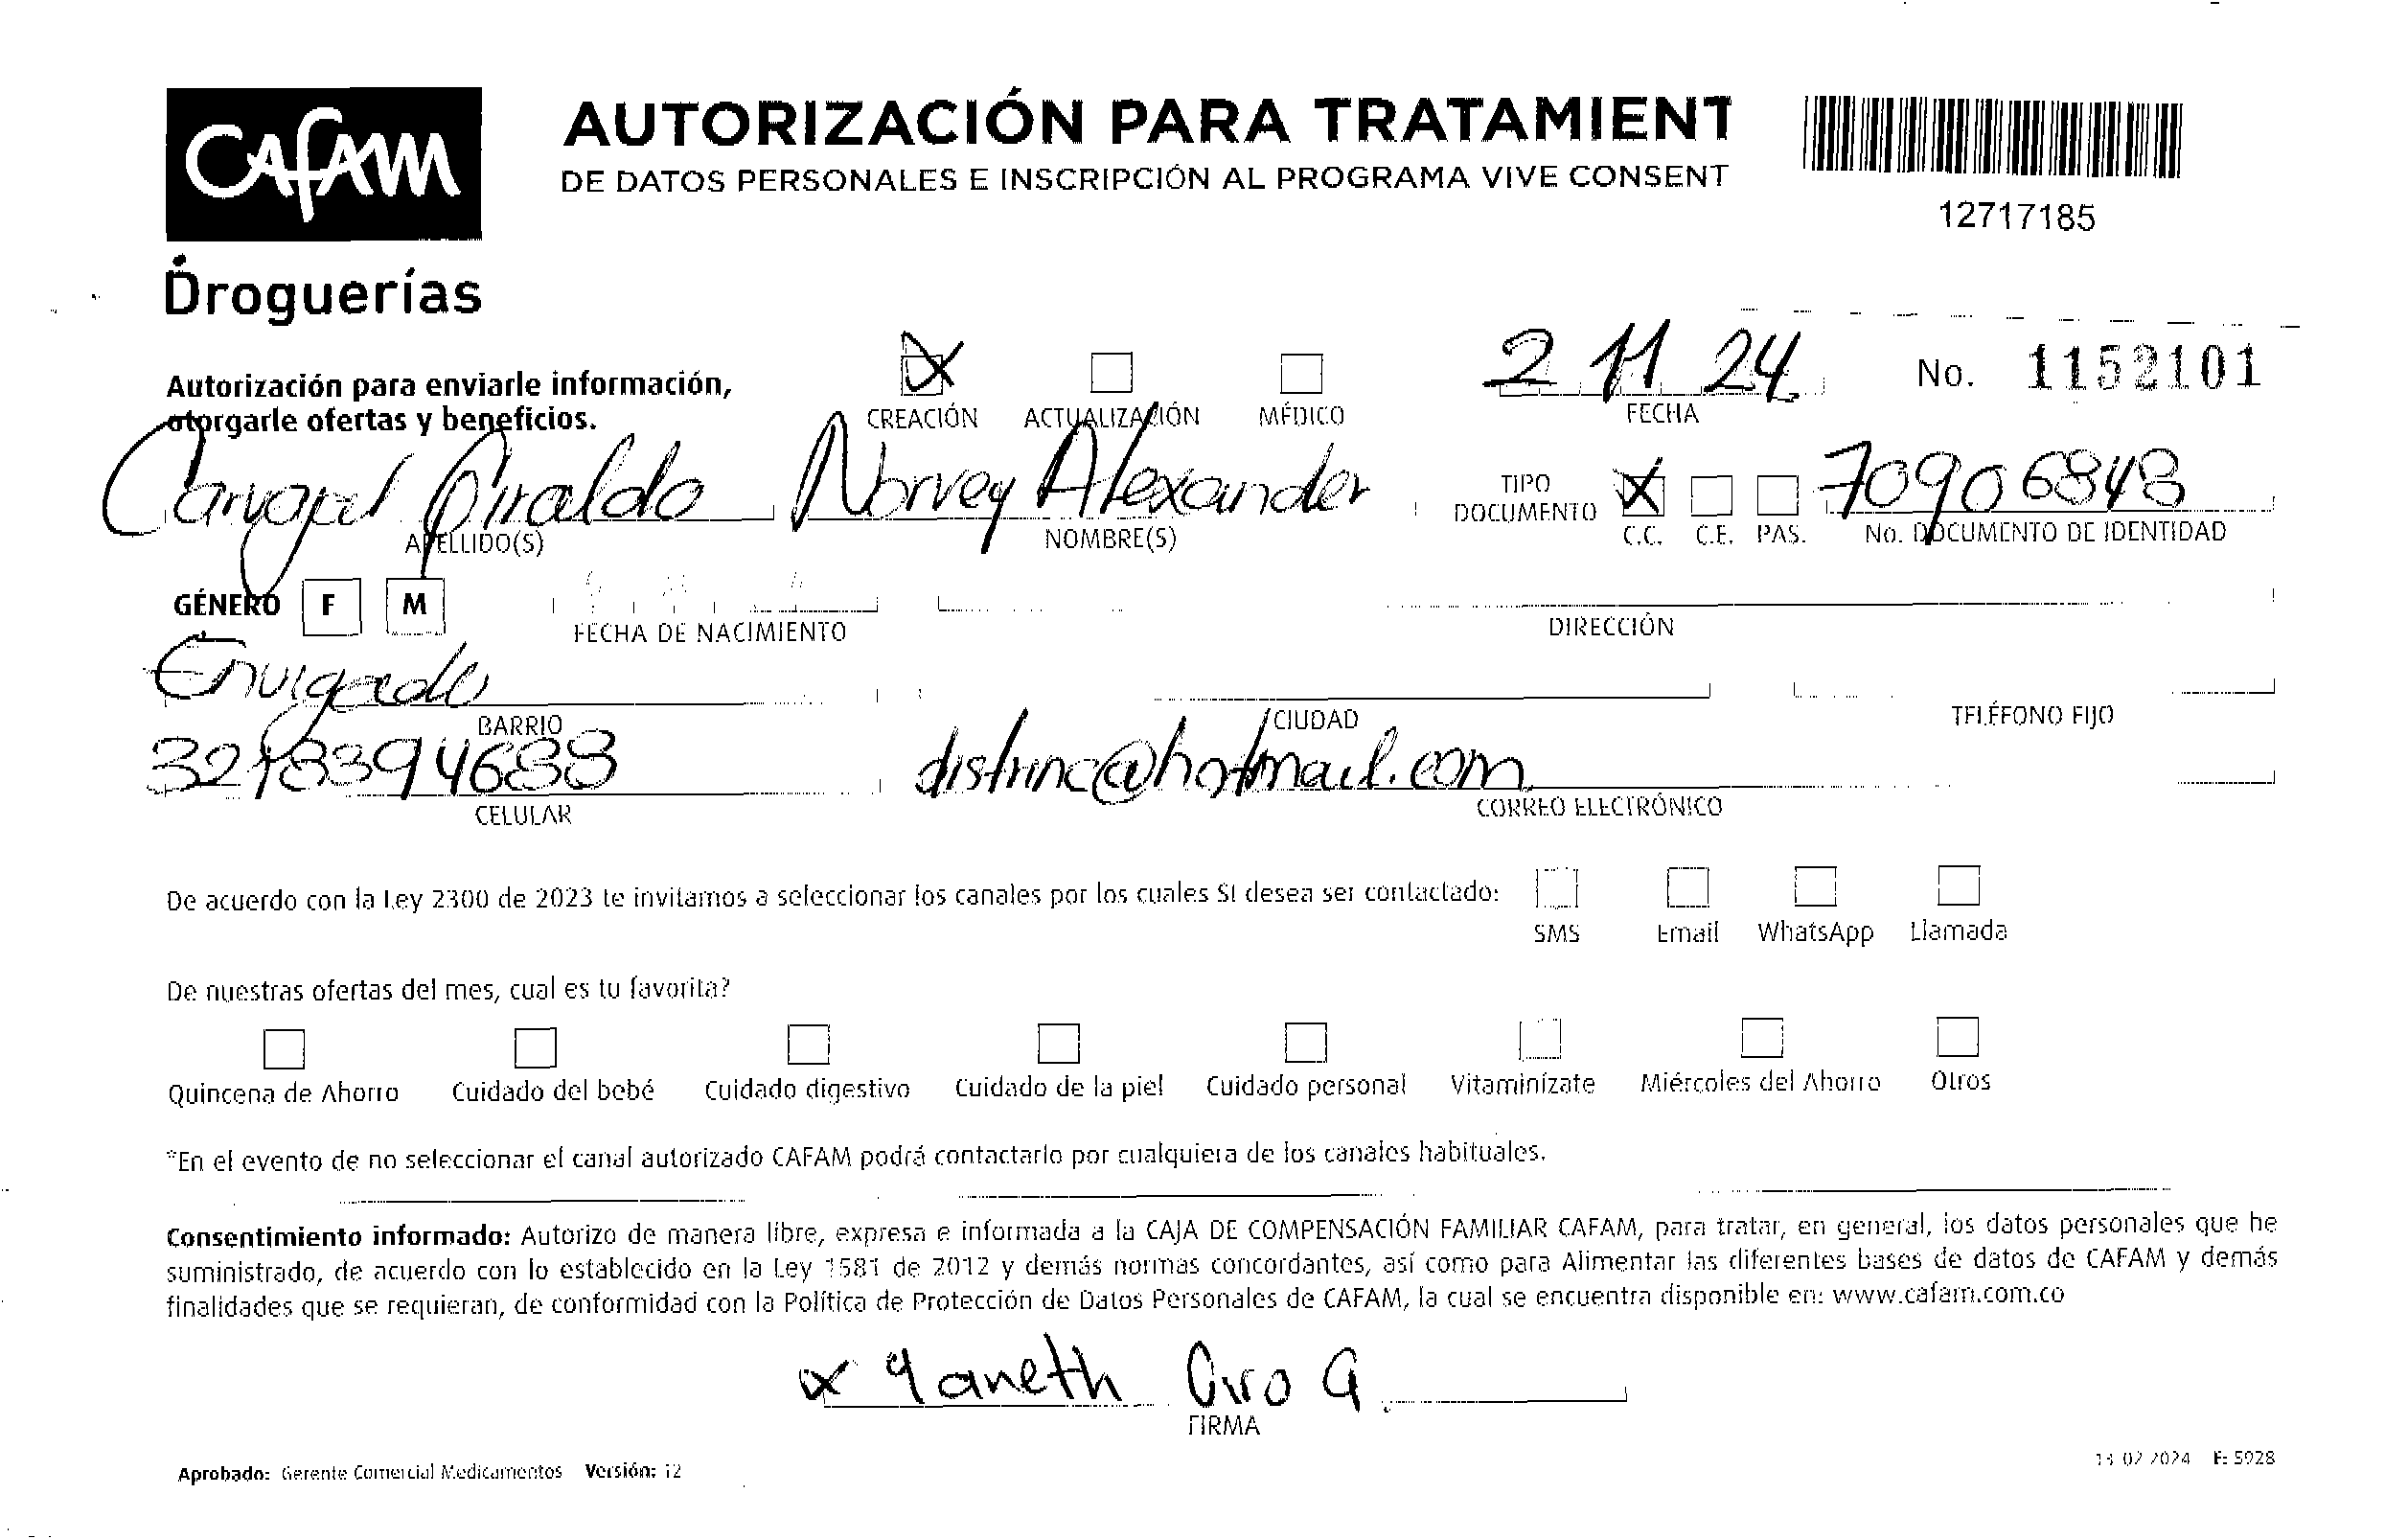 CAFAM
Droguerías
AUTORIZACIÓN PARA TRATAMIENT
DE DATOS PERSONALES E INSCRIPCIÓN AL PROGRAMA VIVE CONSENT
12717185
Autorización para enviarle información,
otorgarle ofertas y beneficios.
CREACIÓN ACTUALIZACIÓN MÉDICO
2 11 24
FECHA
No. 1152101
Carvajal Giraldo Norvey Alexander
APELLIDO(S) NOMBRE(S)
TIPO DOCUMENTO C.C. C.E. PAS.
70906848
No. DOCUMENTO DE IDENTIDAD
GÉNERO F M
FECHA DE NACIMIENTO DIRECCIÓN
Envigado
BARRIO CIUDAD TELÉFONO FIJO
3218394688 distrinc@hotmail.com
CELULAR CORREO ELECTRÓNICO
De acuerdo con la Ley 2300 de 2023 te invitamos a seleccionar los canales por los cuales SI desea ser contactado:
SMS Email WhatsApp Llamada
De nuestras ofertas del mes, cual es tu favorita?
Quincena de Ahorro Cuidado del bebé Cuidado digestivo Cuidado de la piel Cuidado personal Vitaminízate Miércoles del Ahorro Otros
*En el evento de no seleccionar el canal autorizado CAFAM podrá contactarlo por cualquiera de los canales habituales.
Consentimiento informado: Autorizo de manera libre, expresa e informada a la CAJA DE COMPENSACIÓN FAMILIAR CAFAM, para tratar, en general, los datos personales que he
suministrado, de acuerdo con lo establecido en la Ley 1581 de 2012 y demás normas concordantes, así como para Alimentar las diferentes bases de datos de CAFAM y demás
finalidades que se requieran, de conformidad con la Política de Protección de Datos Personales de CAFAM, la cual se encuentra disponible en: www.cafam.com.co
x Yaneth Ciro G.
FIRMA
Aprobado: Gerente Comercial Medicamentos Versión: 12
13 02 2024 F: 5928